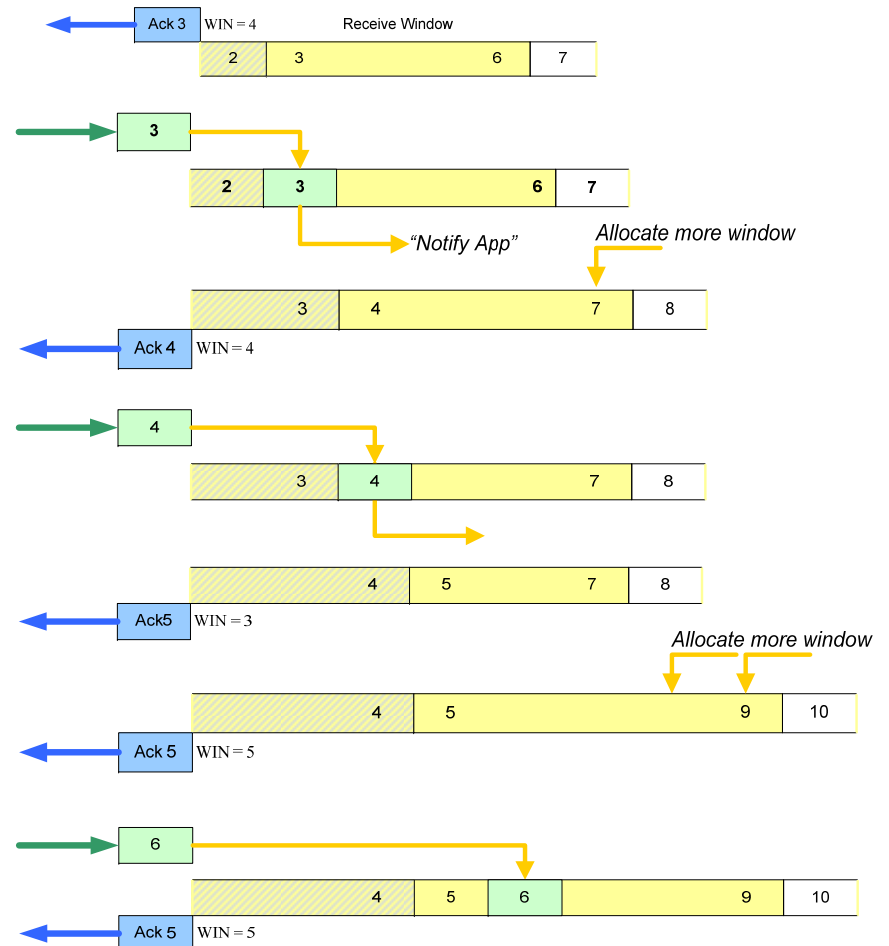 Ack 3 WIN = 4 Receive Window
2 3 6 7
3
2 3 6 7
"Notify App" Allocate more window
3 4 7 8
Ack 4 WIN = 4
4
3 4 7 8
4 5 7 8
Ack5 WIN = 3
Allocate more window
4 5 9 10
Ack 5 WIN = 5
6
4 5 6 9 10
Ack 5 WIN = 5